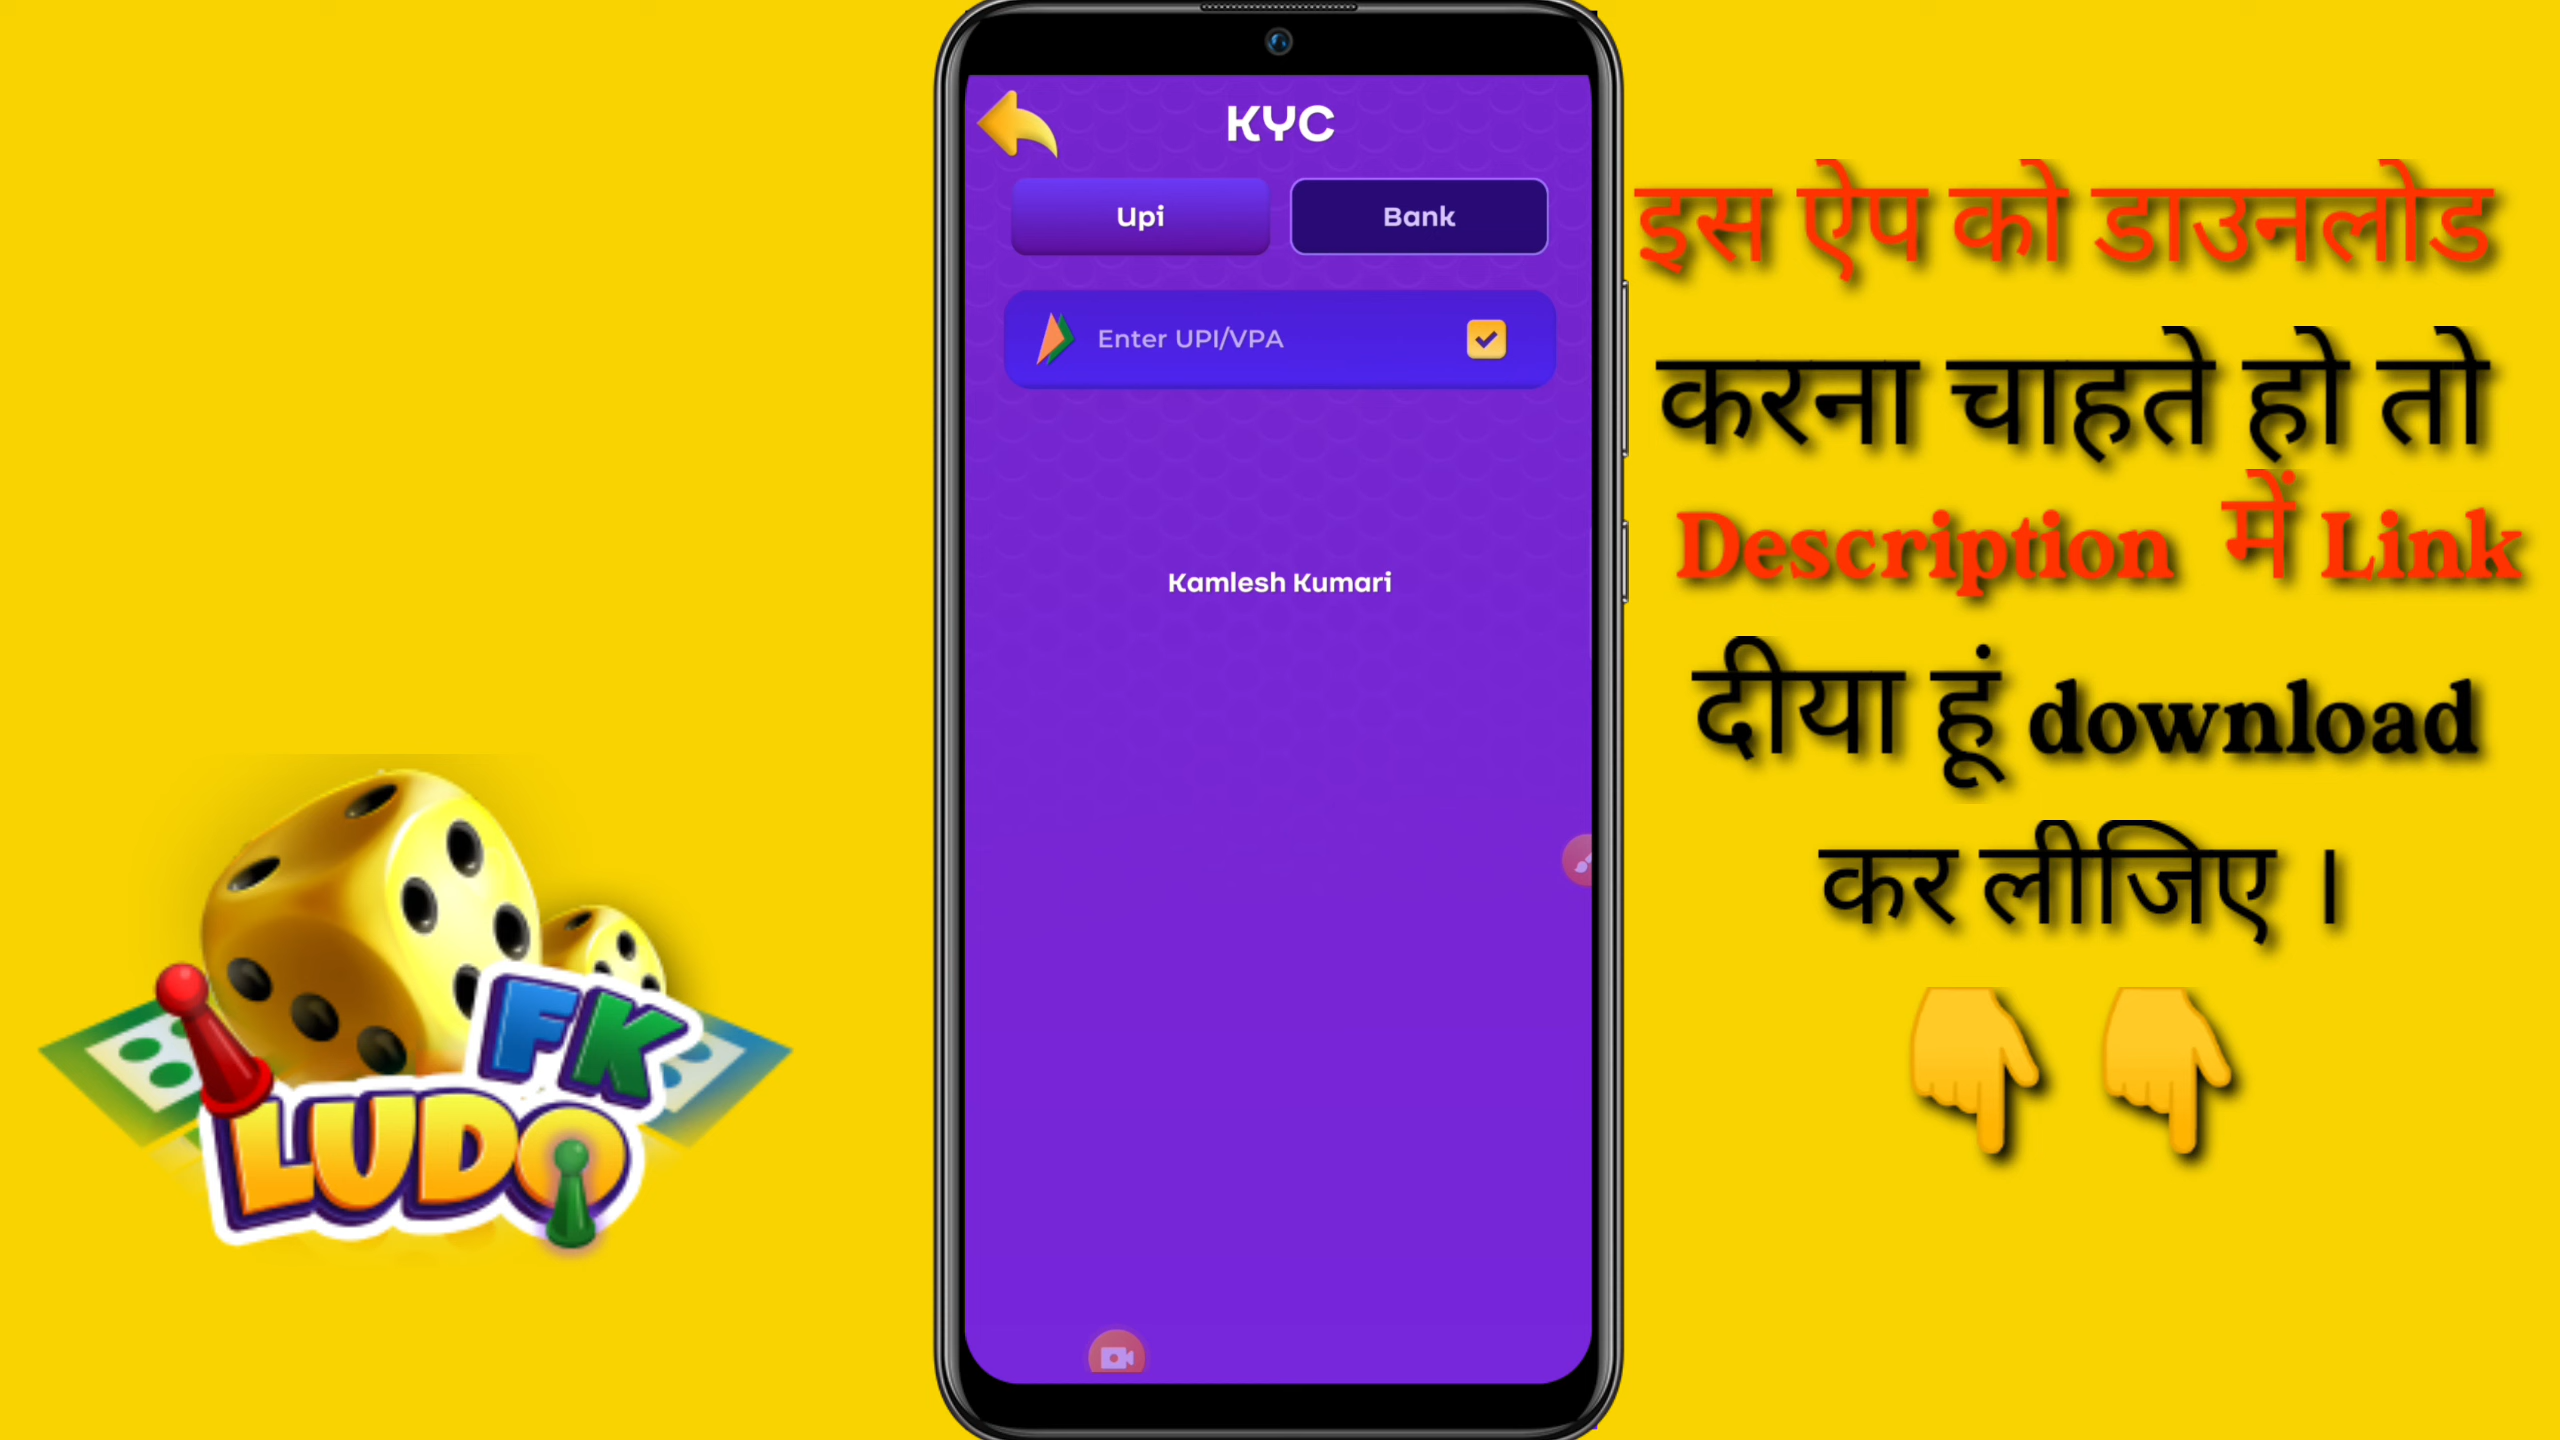 KYC
Upi
Bank
Enter UPI/VPA
Kamlesh Kumari
इस ऐप को डाउनलोड
करना चाहते हो तो
Description में Link
दीया हूं download
कर लीजिए ।
FK
LUDO